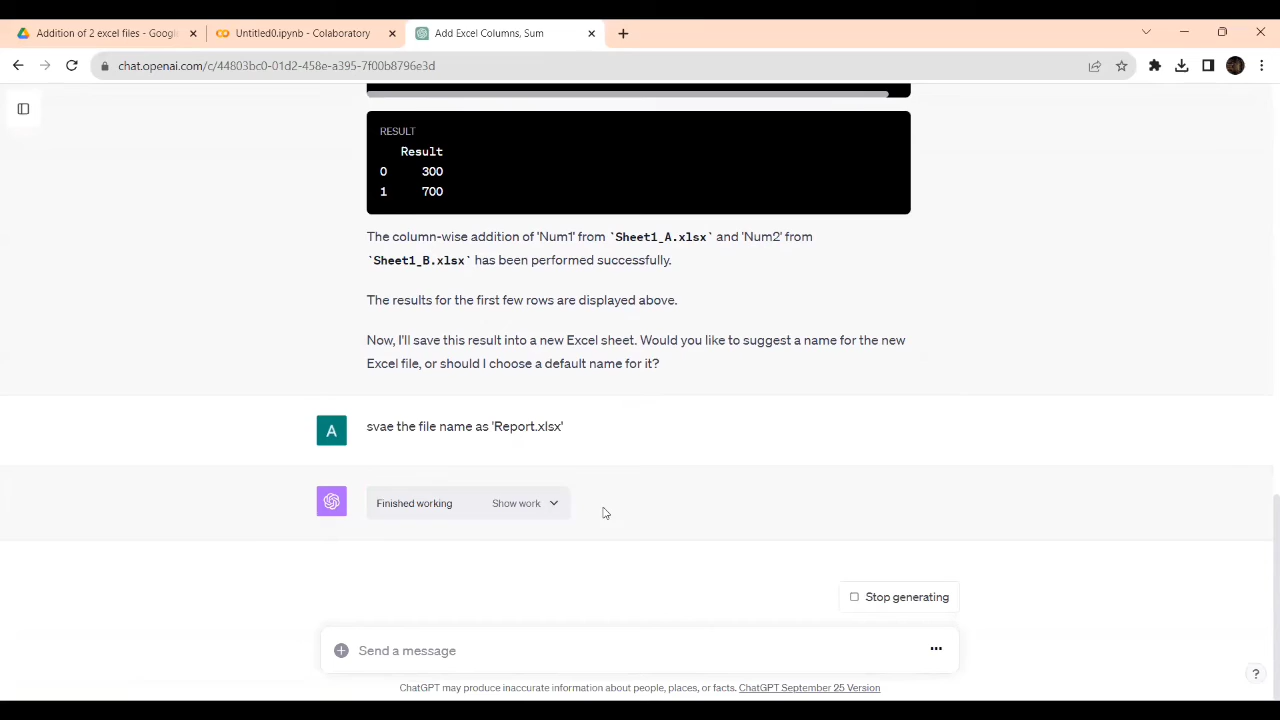 Addition of 2 excel files - Googl
Untitled0.ipynb - Colaboratory
Add Excel Columns, Sum
chat.openai.com/c/44803bc0-01d2-458e-a395-7f00b8796e3d
RESULT
Result
0 300
1 700
The column-wise addition of 'Num1' from `Sheet1_A.xlsx` and 'Num2' from
`Sheet1_B.xlsx` has been performed successfully.
The results for the first few rows are displayed above.
Now, I'll save this result into a new Excel sheet. Would you like to suggest a name for the new
Excel file, or should I choose a default name for it?
A
svae the file name as 'Report.xlsx'
Finished working Show work
Stop generating
Send a message
ChatGPT may produce inaccurate information about people, places, or facts. ChatGPT September 25 Version
?